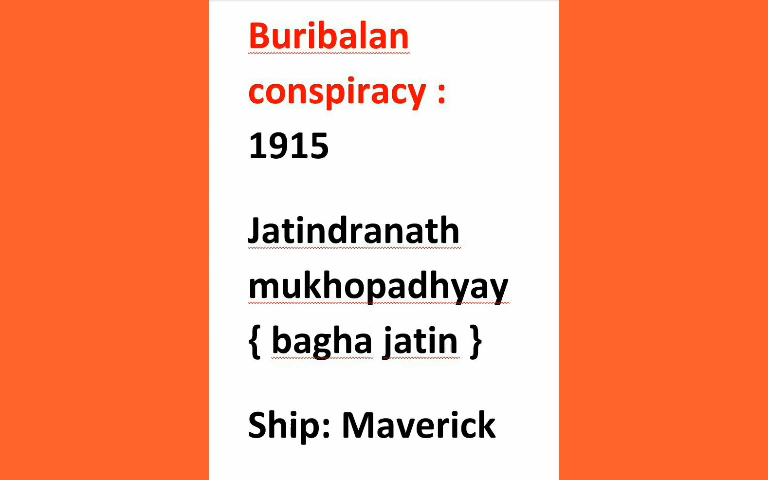 Buribalan
conspiracy :
1915
Jatindranath
mukhopadhyay
{ bagha jatin }
Ship: Maverick